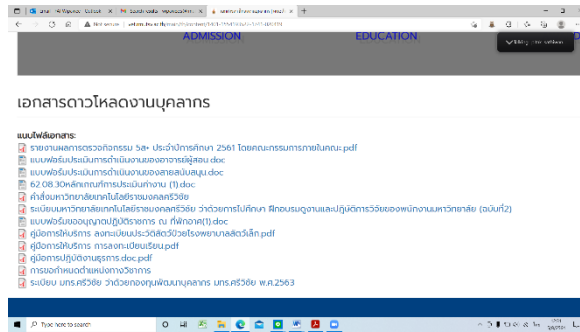 Not secure
ADMISSION
EDUCATION
เอกสารดาวโหลดงานบุคลากร
แนบไฟล์เอกสาร:
รายงานผลการตรวจกิจกรรม 5ส+ ประจำปีการศึกษา 2561 โดยคณะกรรมการภายในคณะ.pdf
แบบฟอร์มประเมินการดำเนินงานของอาจารย์ผู้สอน.doc
แบบฟอร์มประเมินการดำเนินงานของสายสนับสนุน.doc
62.08.30หลักเกณฑ์การประเมินค่างาน (1).doc
คำสั่งมหาวิทยาลัยเทคโนโลยีราชมงคลศรีวิชัย
ระเบียบมหาวิทยาลัยเทคโนโลยีราชมงคลศรีวิชัย ว่าด้วยการไปศึกษา ฝึกอบรมดูงานและปฏิบัติการวิจัยของพนักงานมหาวิทยาลัย (ฉบับที่2)
แบบฟอร์มขออนุญาตปฏิบัติราชการ ณ ที่พักอาศัย(1).doc
คู่มือการให้บริการ ลงทะเบียนประวัติสัตว์ป่วยโรงพยาบาลสัตว์เล็ก.pdf
คู่มือการให้บริการ การลงทะเบียนเรียน.pdf
คู่มือการปฏิบัติงานธุรการ.doc.pdf
การขอกำหนดตำแหน่งทางวิชาการ
ระเบียบ มทร.ศรีวิชัย ว่าด้วยกองทุนพัฒนาบุคลากร มทร.ศรีวิชัย พ.ศ.2563
Type here to search